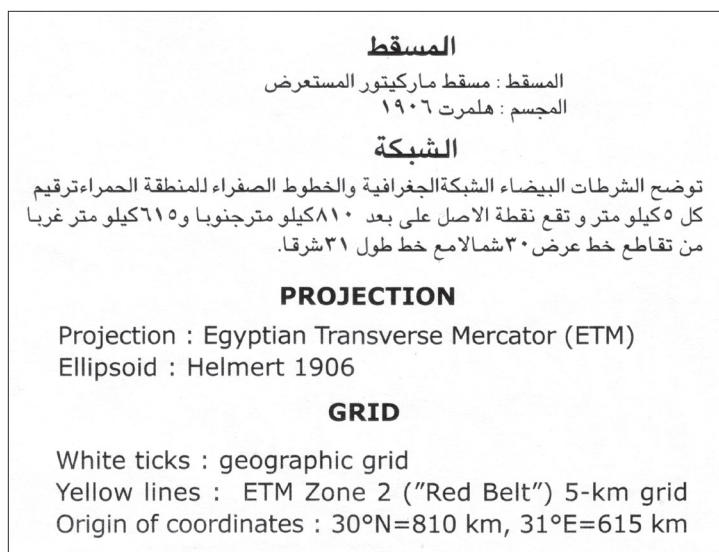 المسقط
المسقط : مسقط ماركيتور المستعرض
المجسم : هلمرت ١٩٠٦
الشبكة
توضح الشرطات البيضاء الشبكةالجغرافية والخطوط الصفراء للمنطقة الحمراءترقيم
كل ٥كيلو متر و تقع نقطة الاصل على بعد ٨١٠كيلو مترجنوبا و٦١٥كيلو متر غربا
من تقاطع خط عرض٣٠شمالامع خط طول ٣١شرقا.
PROJECTION
Projection : Egyptian Transverse Mercator (ETM)
Ellipsoid : Helmert 1906
GRID
White ticks : geographic grid
Yellow lines : ETM Zone 2 (”Red Belt”) 5-km grid
Origin of coordinates : 30°N=810 km, 31°E=615 km